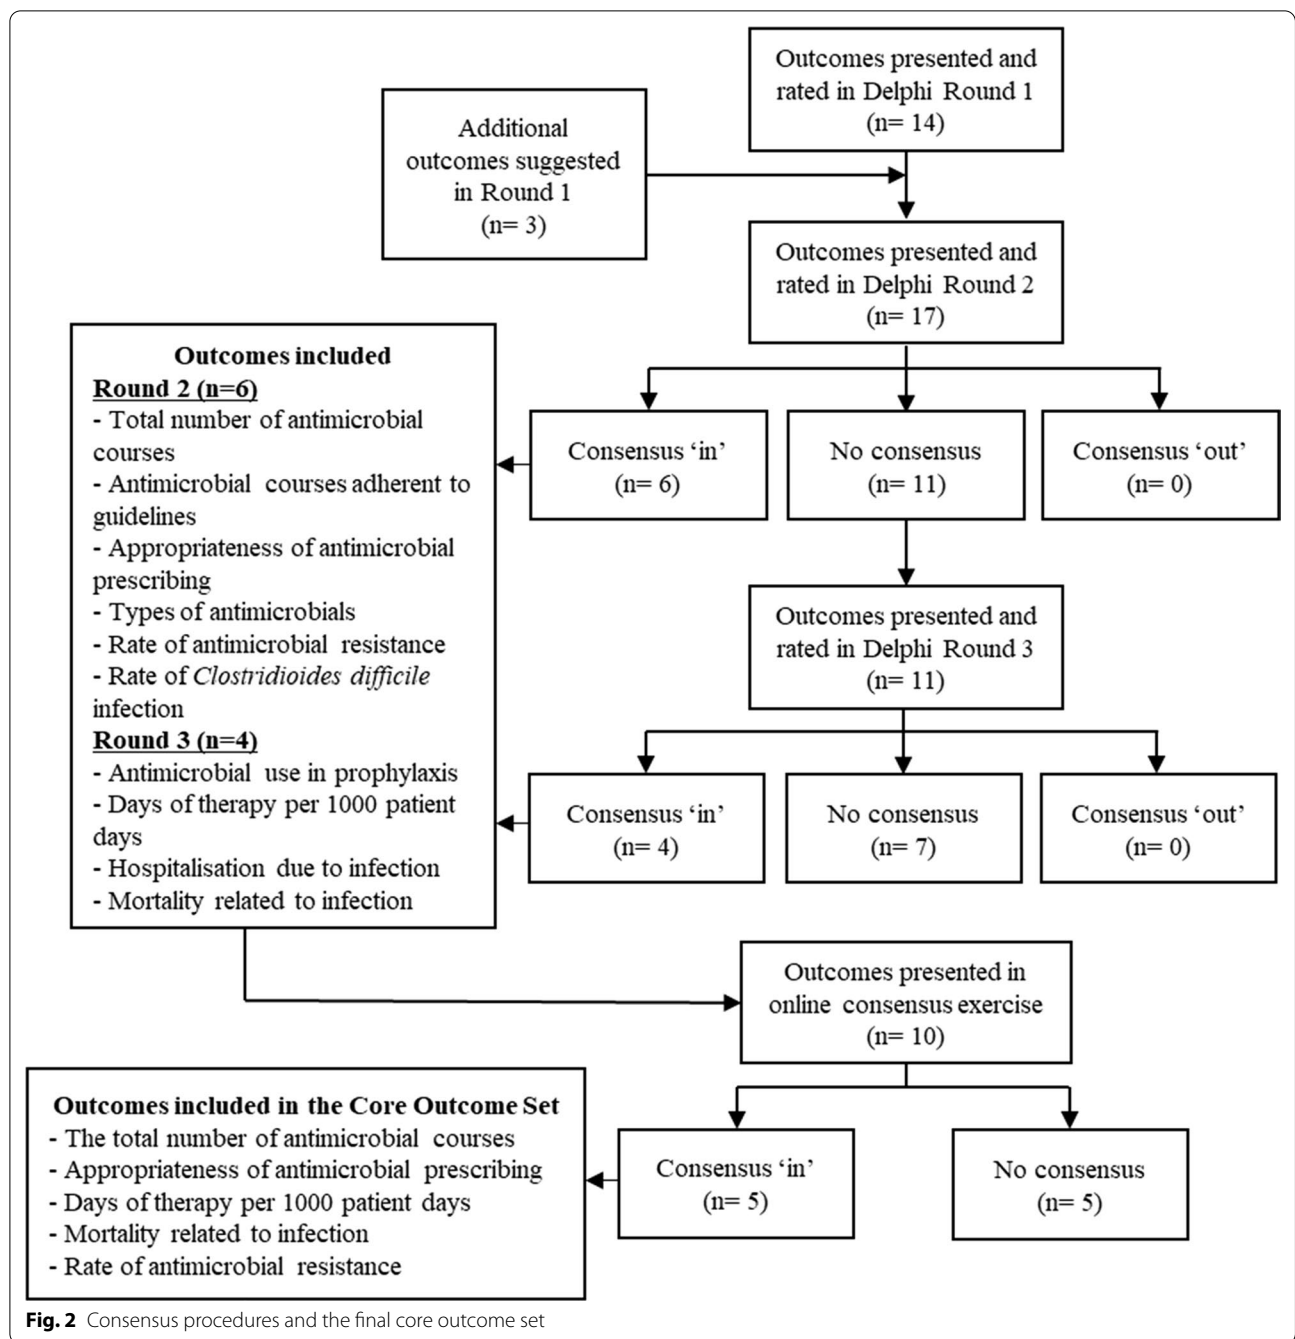 Outcomes presented and
rated in Delphi Round 1
(n= 14)
Additional
outcomes suggested
in Round 1
(n= 3)
Outcomes presented and
rated in Delphi Round 2
(n= 17)
Consensus ‘in’
(n= 6)
No consensus
(n= 11)
Consensus ‘out’
(n= 0)
Outcomes included
Round 2 (n=6)
- Total number of antimicrobial
courses
- Antimicrobial courses adherent to
guidelines
- Appropriateness of antimicrobial
prescribing
- Types of antimicrobials
- Rate of antimicrobial resistance
- Rate of Clostridioides difficile
infection
Round 3 (n=4)
- Antimicrobial use in prophylaxis
- Days of therapy per 1000 patient
days
- Hospitalisation due to infection
- Mortality related to infection
Outcomes presented and
rated in Delphi Round 3
(n= 11)
Consensus ‘in’
(n= 4)
No consensus
(n= 7)
Consensus ‘out’
(n= 0)
Outcomes presented in
online consensus exercise
(n= 10)
Consensus ‘in’
(n= 5)
No consensus
(n= 5)
Outcomes included in the Core Outcome Set
- The total number of antimicrobial courses
- Appropriateness of antimicrobial prescribing
- Days of therapy per 1000 patient days
- Mortality related to infection
- Rate of antimicrobial resistance
Fig. 2 Consensus procedures and the final core outcome set